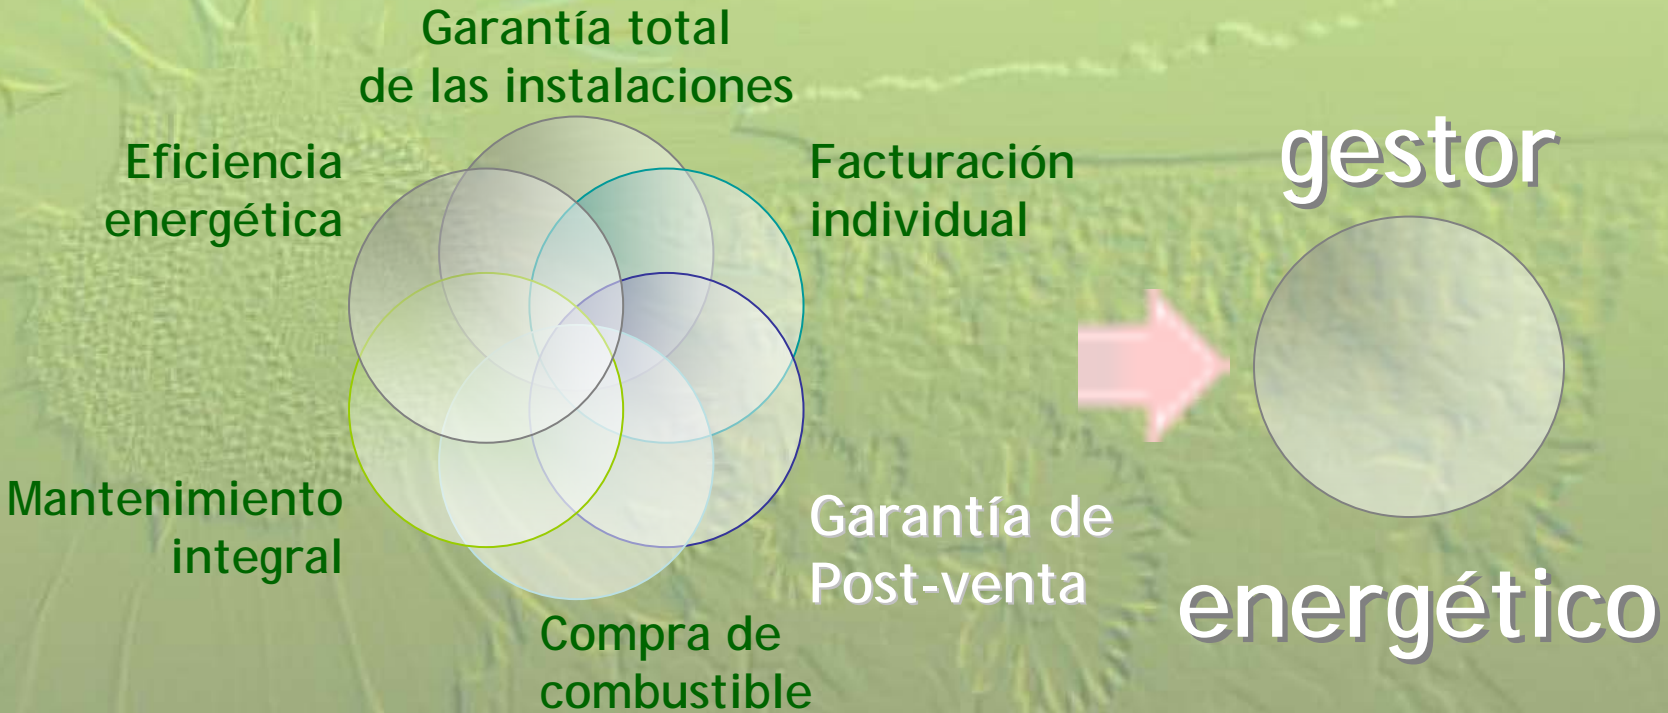 Garantía total
de las instalaciones
Eficiencia
energética
Facturación
individual
Mantenimiento
integral
Garantía de
Post-venta
Compra de
combustible
gestor
energético